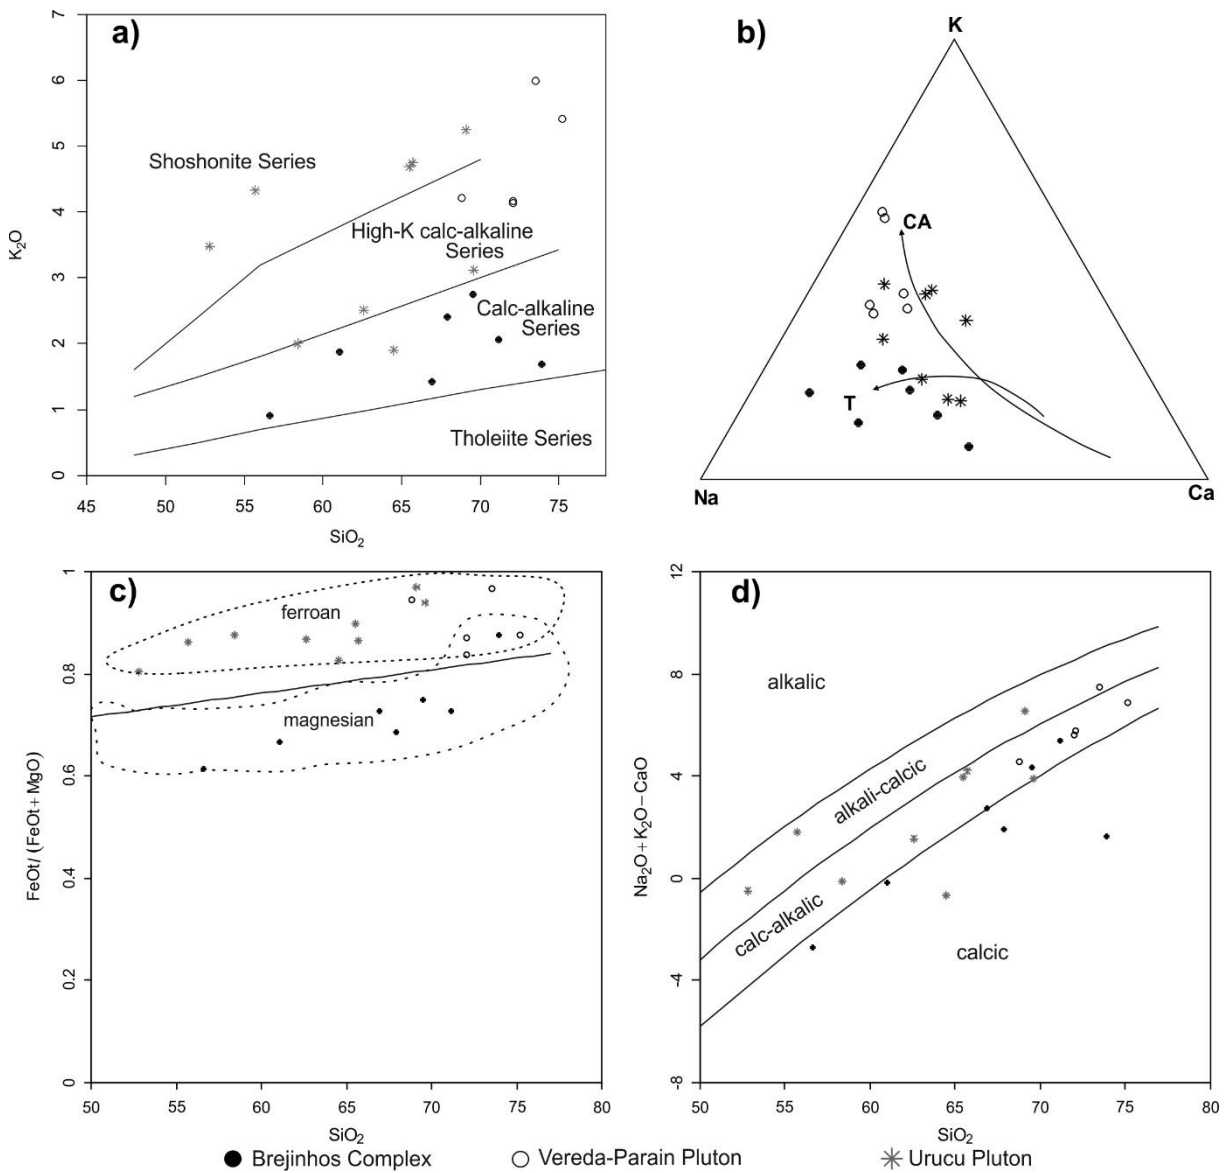 a)
7
6
5
4
3
2
1
0
K₂O
Shoshonite Series
High-K calc-alkaline
Series
Calc-alkaline
Series
Tholeiite Series
45
50
55
60
65
70
75
SiO₂
b)
K
CA
T
Na
Ca
c)
1
0.8
0.6
0.4
0.2
0
FeOt/ (FeOt+MgO)
ferroan
magnesian
50
55
60
65
70
75
80
SiO₂
d)
12
8
4
0
-4
-8
Na₂O+K₂O−CaO
alkalic
alkali-calcic
calc-alkalic
calcic
50
55
60
65
70
75
80
SiO₂
Brejinhos Complex
Vereda-Parain Pluton
Urucu Pluton